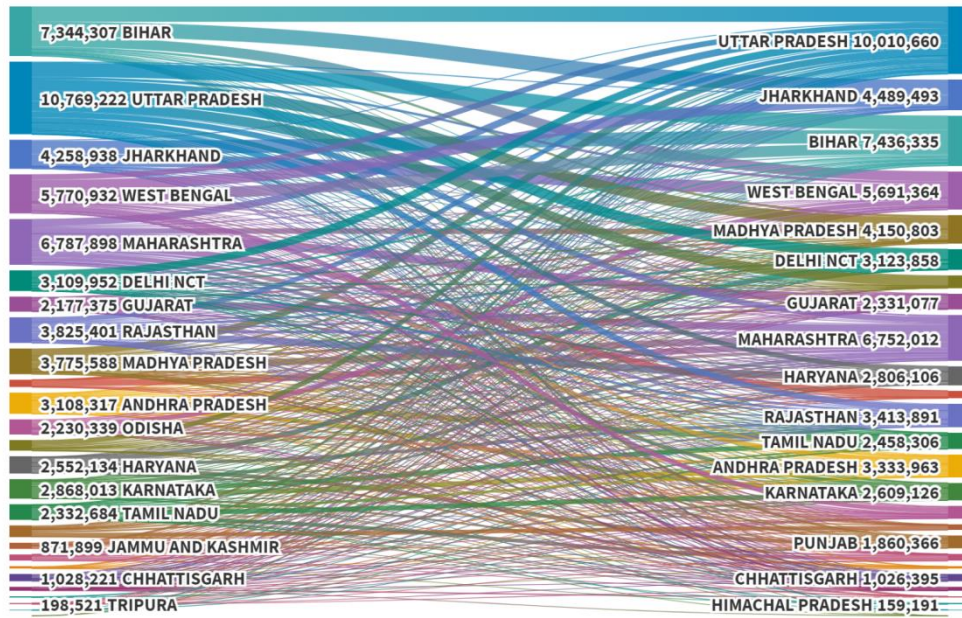 7,344,307 BIHAR
10,769,222 UTTAR PRADESH
4,258,938 JHARKHAND
5,770,932 WEST BENGAL
6,787,898 MAHARASHTRA
3,109,952 DELHI NCT
2,177,375 GUJARAT
3,825,401 RAJASTHAN
3,775,588 MADHYA PRADESH
3,108,317 ANDHRA PRADESH
2,230,339 ODISHA
2,552,134 HARYANA
2,868,013 KARNATAKA
2,332,684 TAMIL NADU
871,899 JAMMU AND KASHMIR
1,028,221 CHHATTISGARH
198,521 TRIPURA
UTTAR PRADESH 10,010,660
JHARKHAND 4,489,493
BIHAR 7,436,335
WEST BENGAL 5,691,364
MADHYA PRADESH 4,150,803
DELHI NCT 3,123,858
GUJARAT 2,331,077
MAHARASHTRA 6,752,012
HARYANA 2,806,106
RAJASTHAN 3,413,891
TAMIL NADU 2,458,306
ANDHRA PRADESH 3,333,963
KARNATAKA 2,609,126
PUNJAB 1,860,366
CHHATTISGARH 1,026,395
HIMACHAL PRADESH 159,191